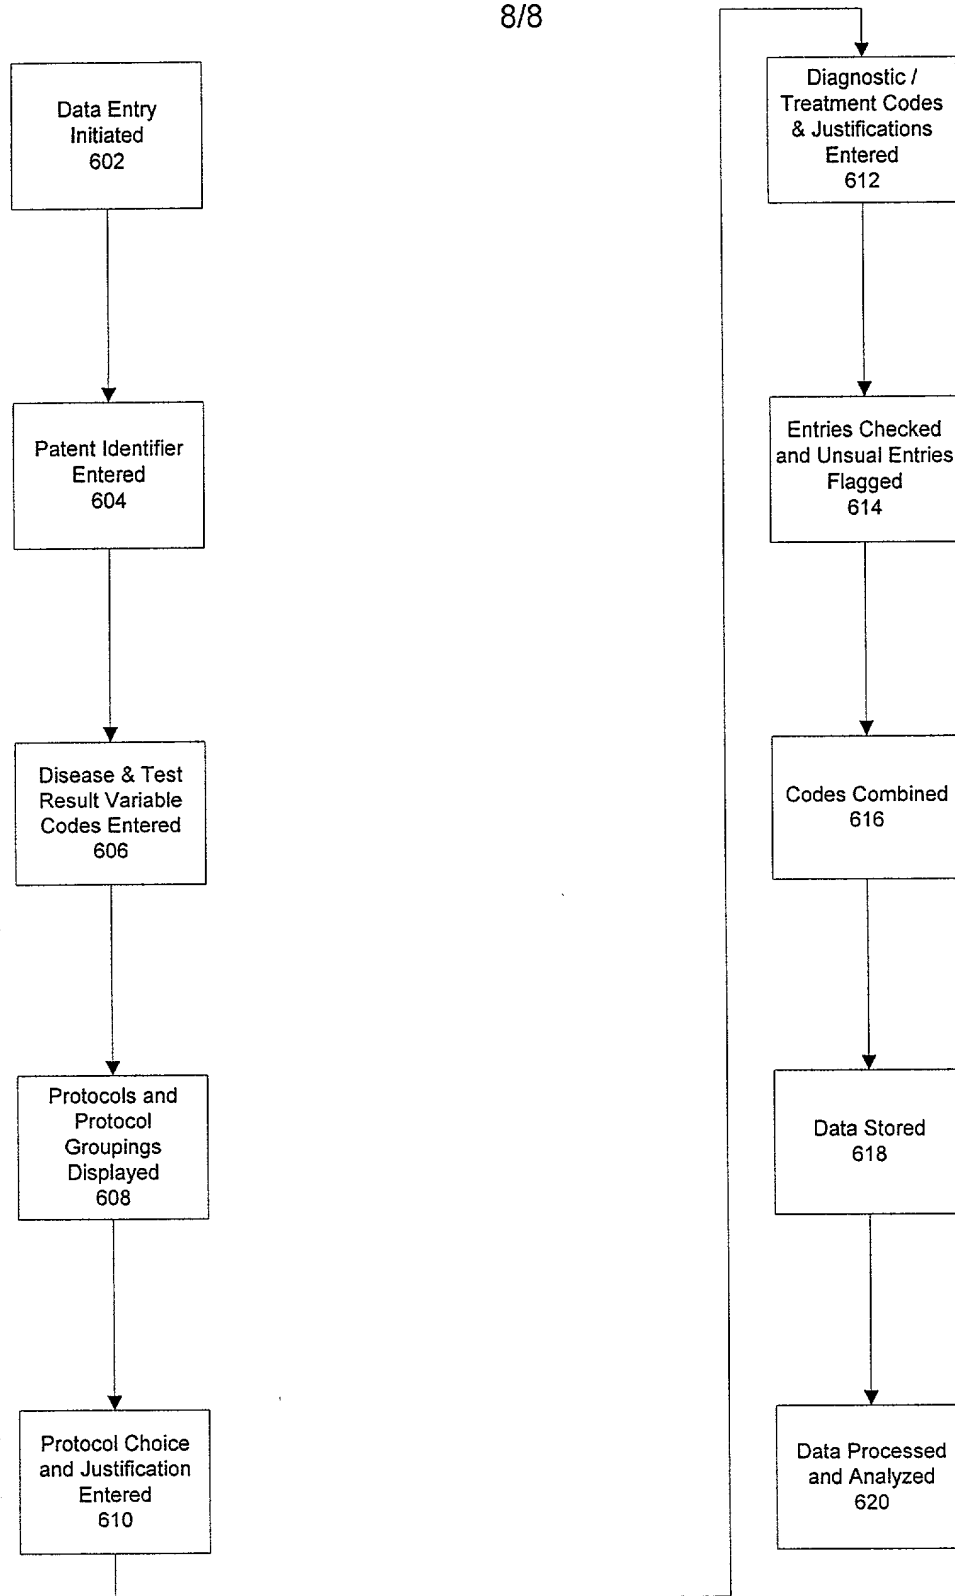 8/8
Data Entry
Initiated
602
Patent Identifier
Entered
604
Disease & Test
Result Variable
Codes Entered
606
Protocols and
Protocol
Groupings
Displayed
608
Protocol Choice
and Justification
Entered
610
Diagnostic /
Treatment Codes
& Justifications
Entered
612
Entries Checked
and Unsual Entries
Flagged
614
Codes Combined
616
Data Stored
618
Data Processed
and Analyzed
620